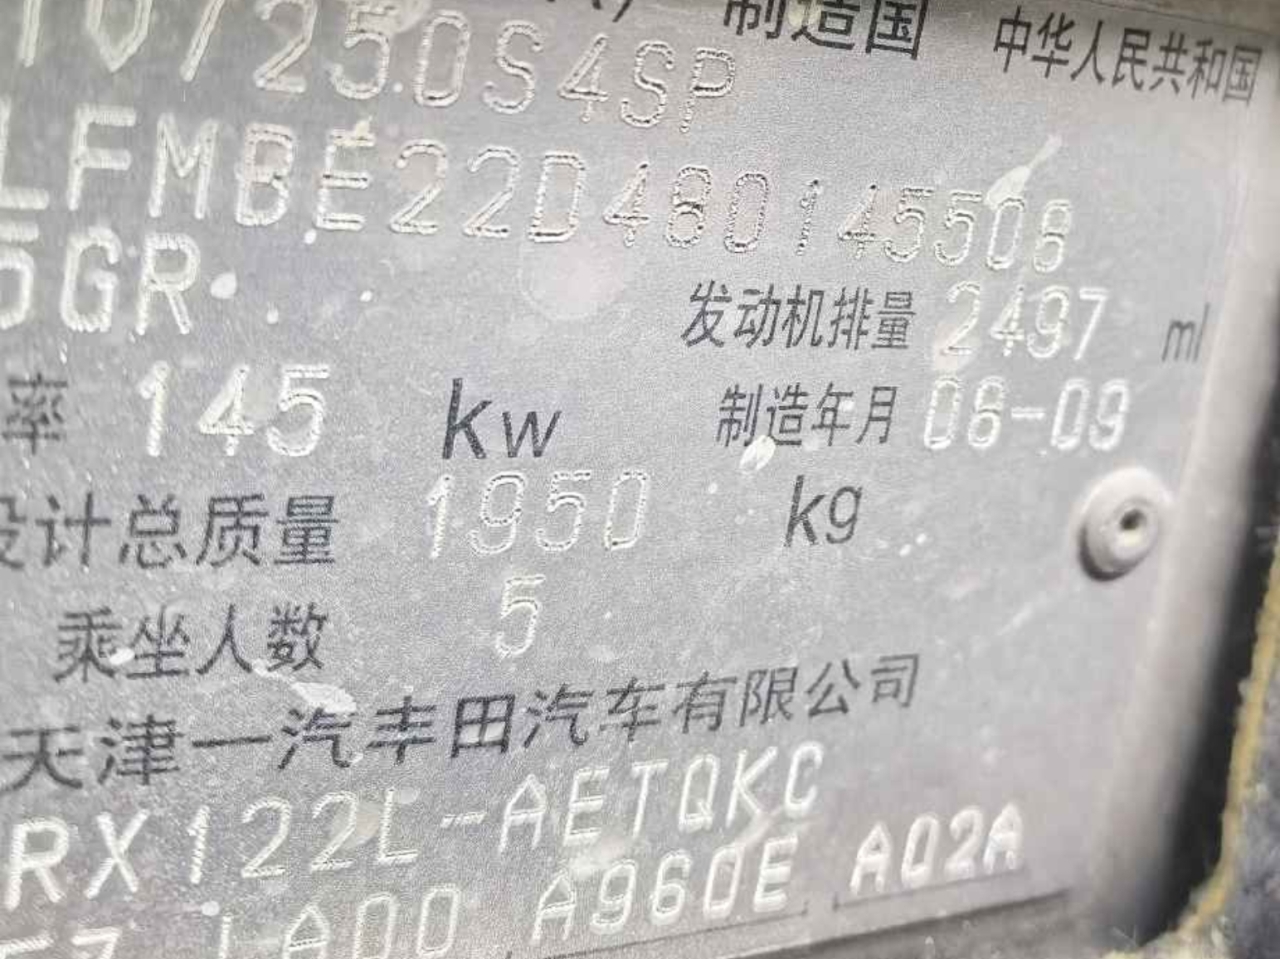 制造国 中华人民共和国
7250S4SP
LFMBE22D480145508
5GR
发动机排量 2497 ml
率 145 kw 制造年月 08-09
设计总质量 1950 kg
乘坐人数 5
天津一汽丰田汽车有限公司
RX122L-AETQKC
A960E A02A